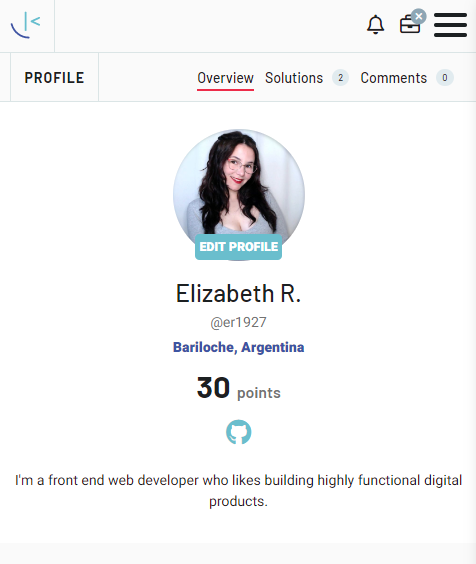 PROFILE
Overview Solutions 2 Comments 0
EDIT PROFILE
Elizabeth R.
@er1927
Bariloche, Argentina
30 points
I'm a front end web developer who likes building highly functional digital
products.